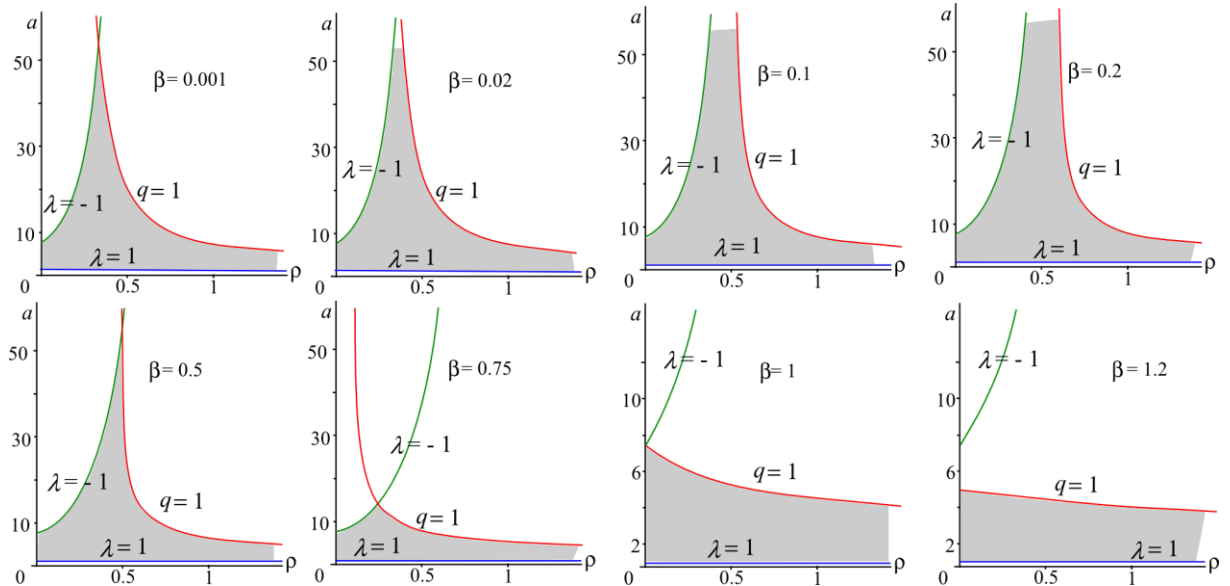 a
50
30
10
0
0.5
1
ρ
β = 0.001
λ = - 1
q = 1
λ = 1
a
50
30
10
0
0.5
1
ρ
β = 0.02
λ = - 1
q = 1
λ = 1
a
50
30
10
0
0.5
1
ρ
β = 0.1
λ = - 1
q = 1
λ = 1
a
50
30
10
0
0.5
1
ρ
β = 0.2
λ = - 1
q = 1
λ = 1
a
50
30
10
0
0.5
1
ρ
β = 0.5
λ = - 1
q = 1
λ = 1
a
50
30
10
0
0.5
1
ρ
β = 0.75
λ = - 1
q = 1
λ = 1
a
10
6
2
0
0.5
1
ρ
β = 1
λ = - 1
q = 1
λ = 1
a
10
6
2
0
0.5
1
ρ
β = 1.2
λ = - 1
q = 1
λ = 1